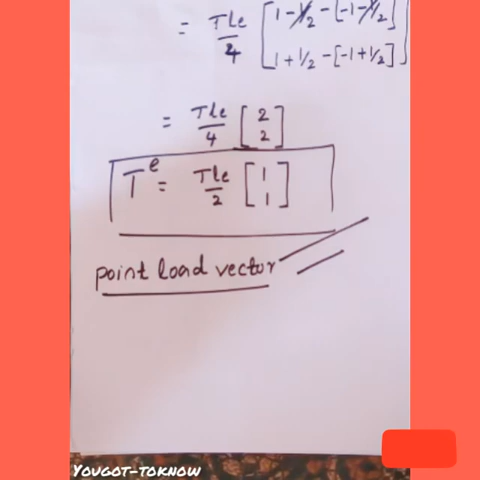 = Tle/4 [1-1/2-[-1-1/2]
1+1/2-[-1+1/2]]
= Tle/4 [2
2]
T^e = Tle/2 [1
1]
point load vector
YOUGOT-TOKNOW